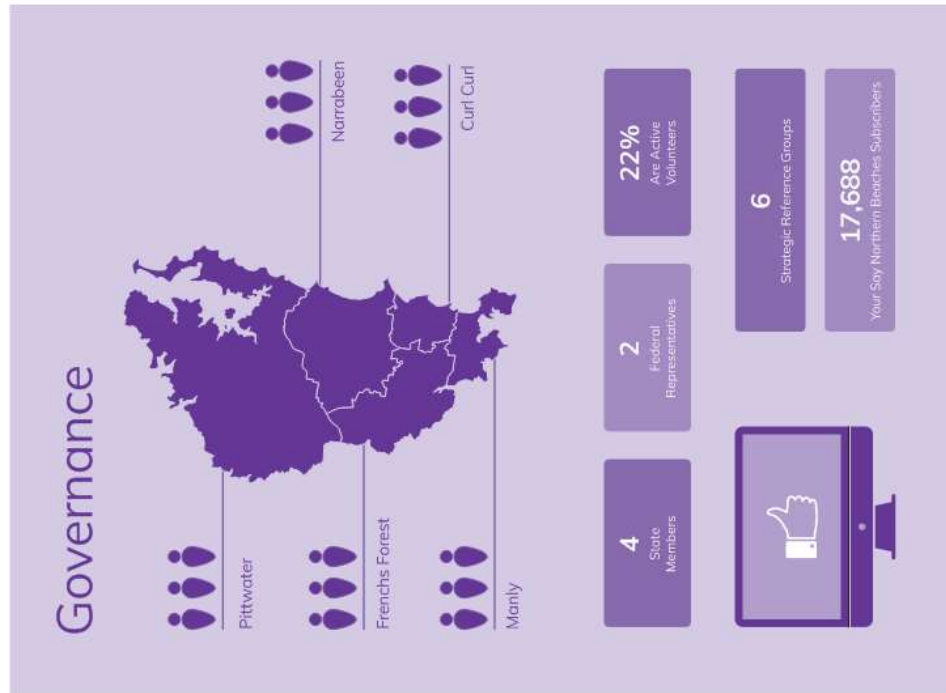 Governance
Pittwater
Narrabeen
Frenchs Forest
Curl Curl
Manly
4
State
Members
2
Federal
Representatives
22%
Are Active
Volunteers
6
Strategic Reference Groups
17,688
Your Say Northern Beaches Subscribers